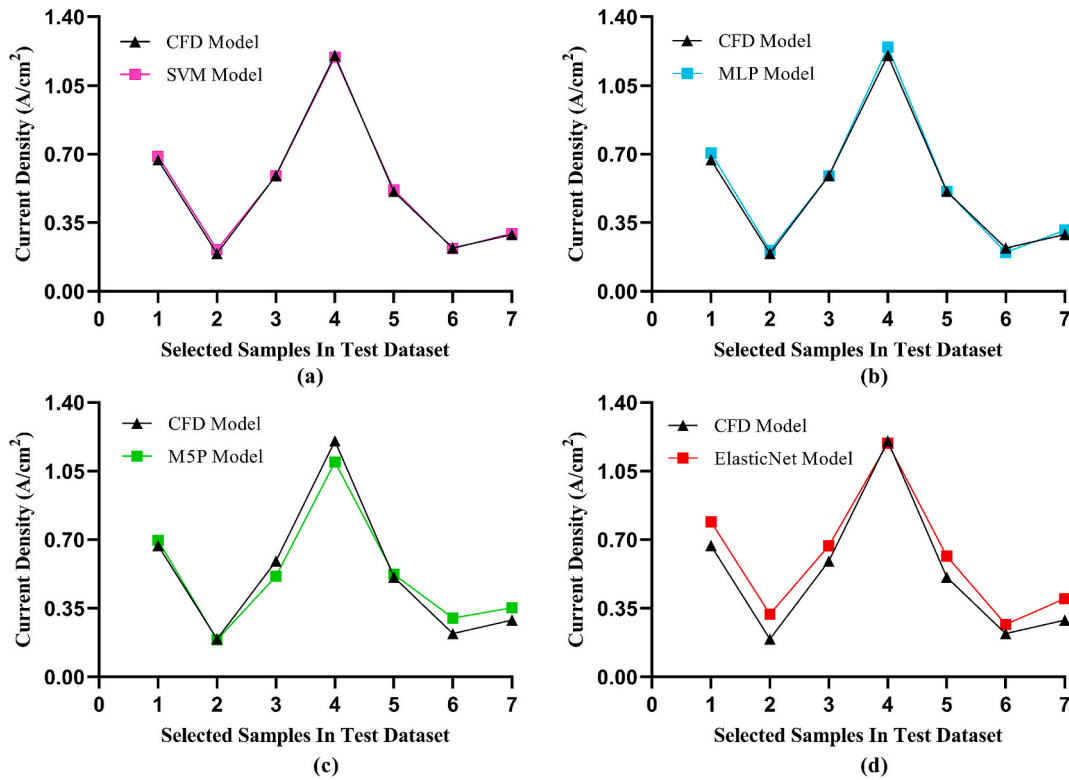 1.40
1.05
0.70
0.35
0.00
Current Density (A/cm²)
CFD Model
SVM Model
0 1 2 3 4 5 6 7
Selected Samples In Test Dataset
(a)
1.40
1.05
0.70
0.35
0.00
Current Density (A/cm²)
CFD Model
MLP Model
0 1 2 3 4 5 6 7
Selected Samples In Test Dataset
(b)
1.40
1.05
0.70
0.35
0.00
Current Density (A/cm²)
CFD Model
M5P Model
0 1 2 3 4 5 6 7
Selected Samples In Test Dataset
(c)
1.40
1.05
0.70
0.35
0.00
Current Density (A/cm²)
CFD Model
ElasticNet Model
0 1 2 3 4 5 6 7
Selected Samples In Test Dataset
(d)